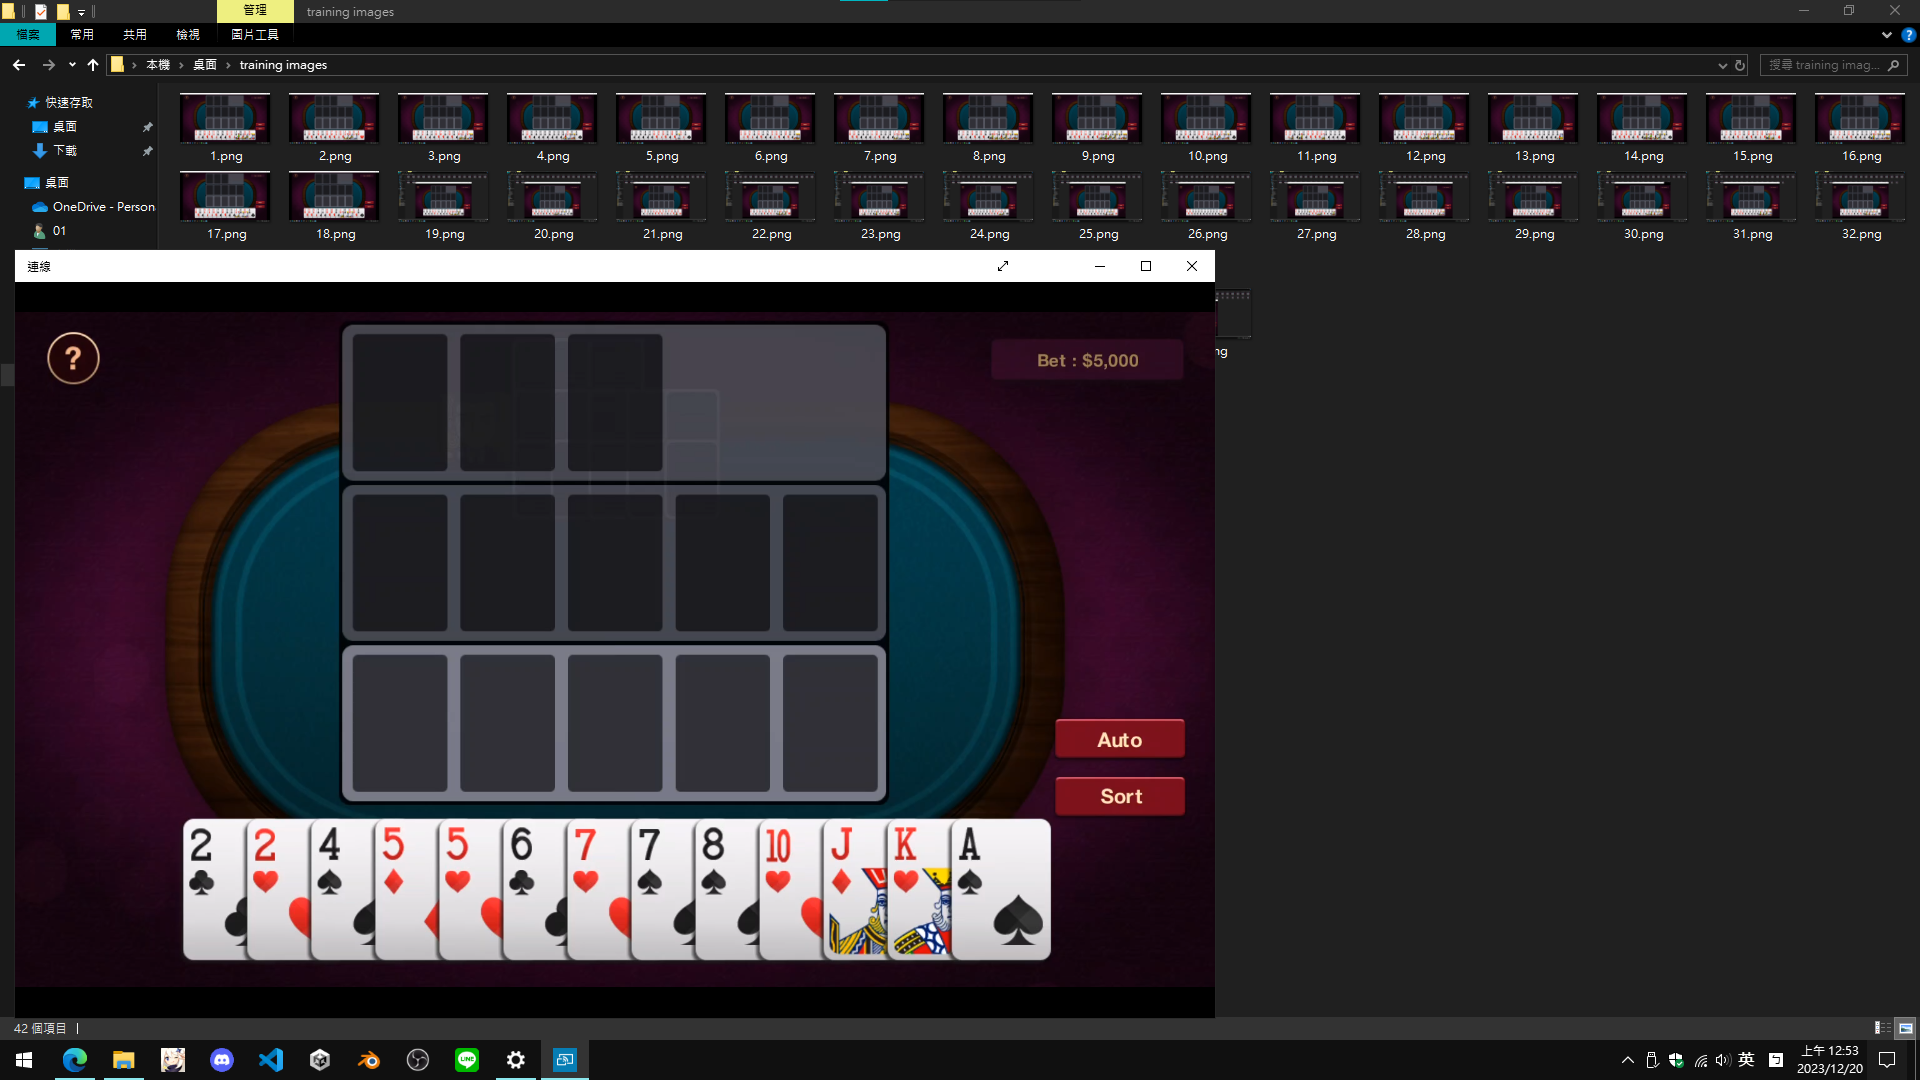 管理
training images
檔案
常用
共用
檢視
圖片工具
本機 › 桌面 › training images
搜尋 training imag...
快速存取
桌面
下載
桌面
OneDrive - Person
01
1.png
2.png
3.png
4.png
5.png
6.png
7.png
8.png
9.png
10.png
11.png
12.png
13.png
14.png
15.png
16.png
17.png
18.png
19.png
20.png
21.png
22.png
23.png
24.png
25.png
26.png
27.png
28.png
29.png
30.png
31.png
32.png
ng
連線
?
Bet : $5,000
Auto
Sort
2 2 4 5 5 6 7 7 8 10 J K A
42 個項目
英
上午 12:53
2023/12/20